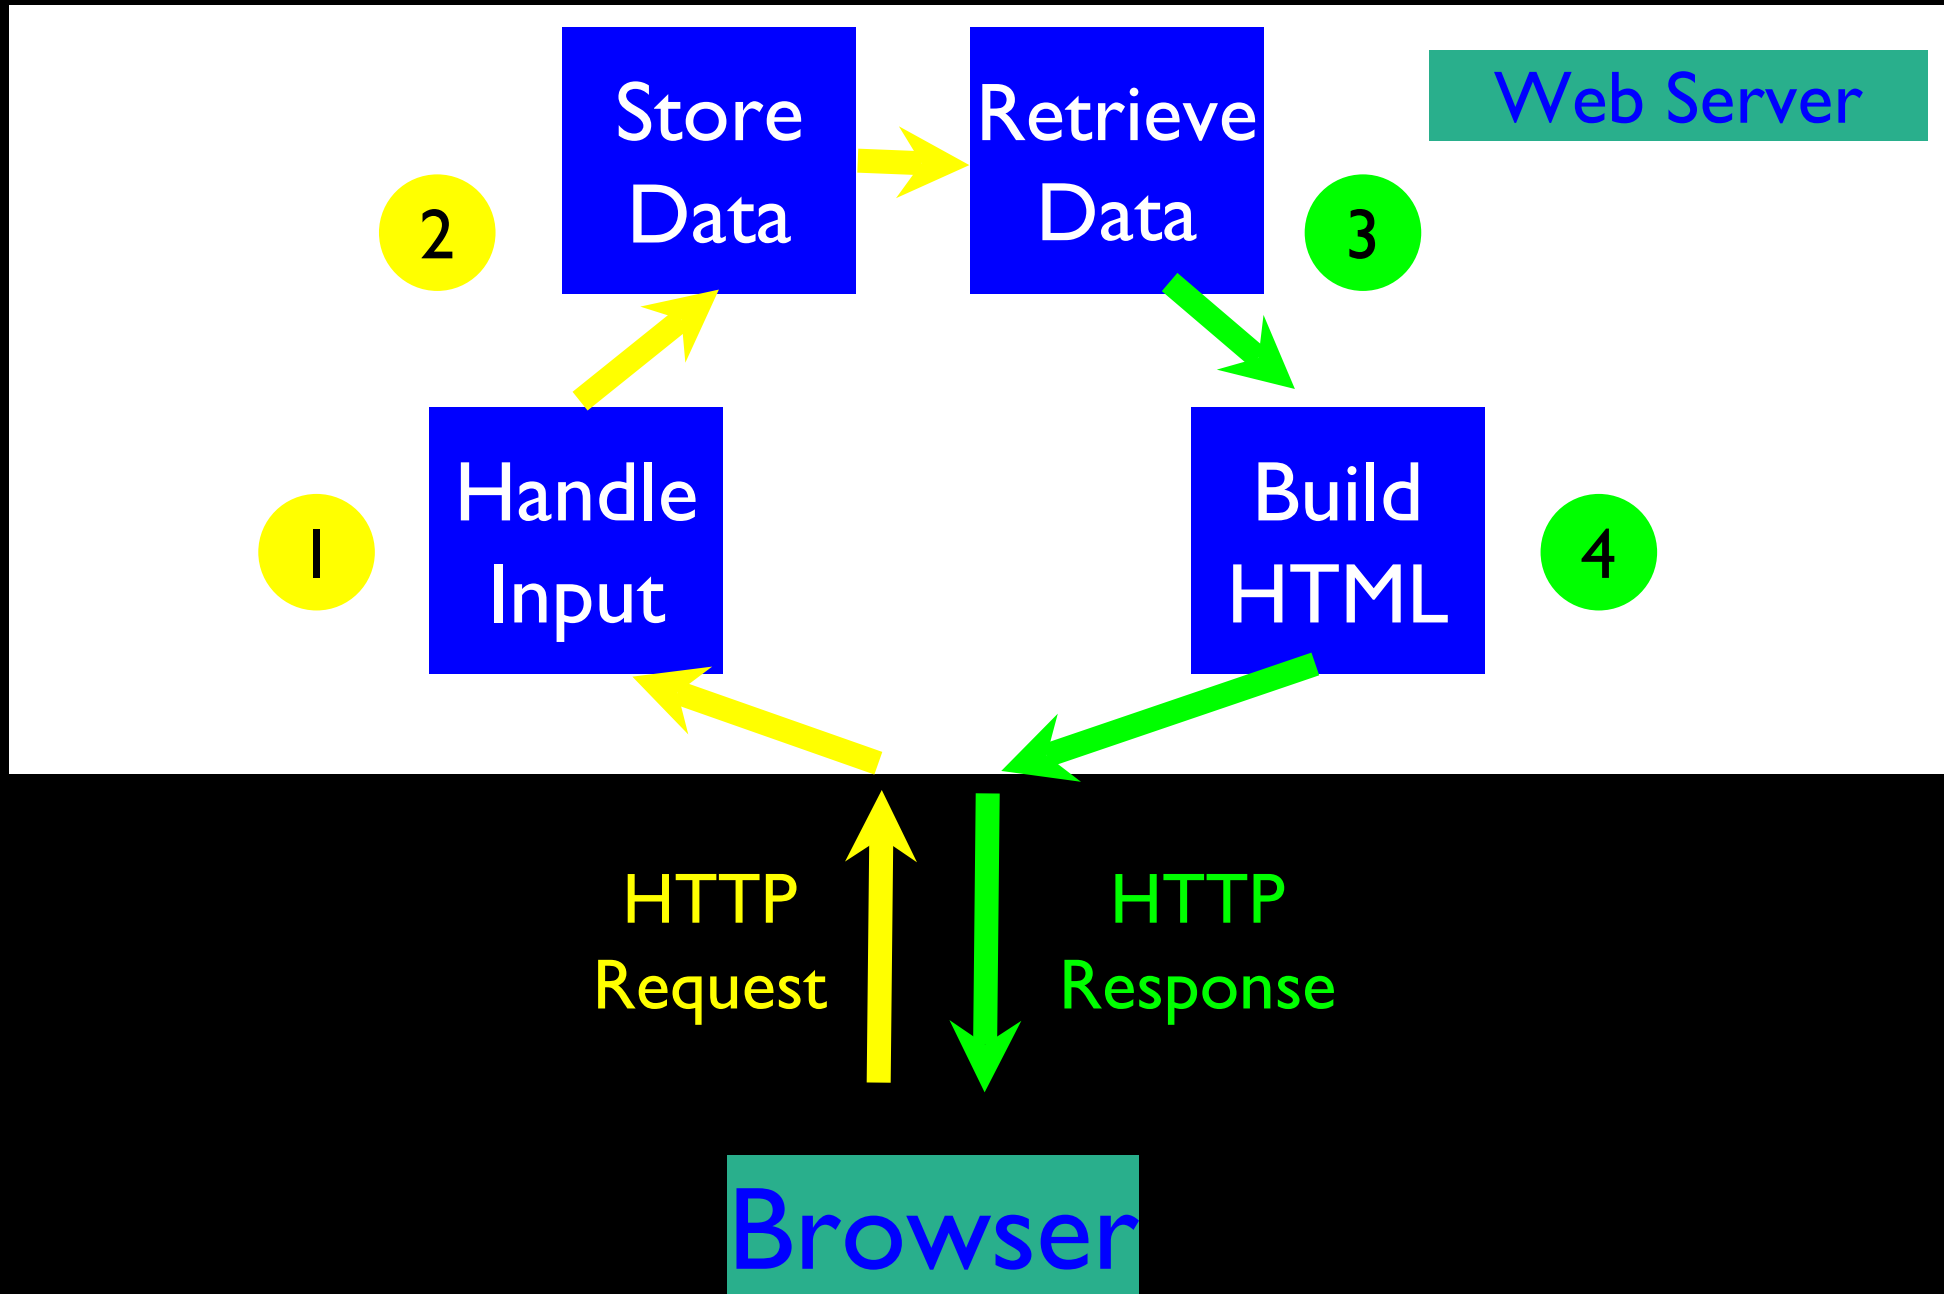 Store
Data
Retrieve
Data
Web Server
2
3
Handle
Input
Build
HTML
1
4
HTTP
Request
HTTP
Response
Browser